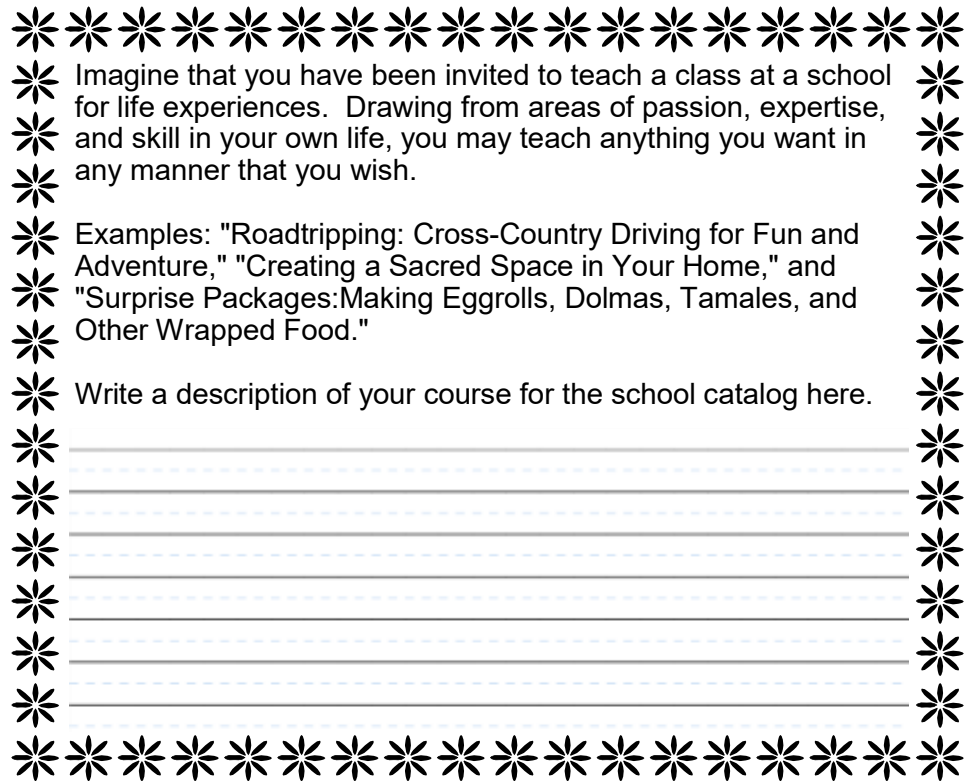 Imagine that you have been invited to teach a class at a school
for life experiences.  Drawing from areas of passion, expertise,
and skill in your own life, you may teach anything you want in
any manner that you wish.
Examples: "Roadtripping: Cross-Country Driving for Fun and
Adventure," "Creating a Sacred Space in Your Home," and
"Surprise Packages:Making Eggrolls, Dolmas, Tamales, and
Other Wrapped Food."
Write a description of your course for the school catalog here.